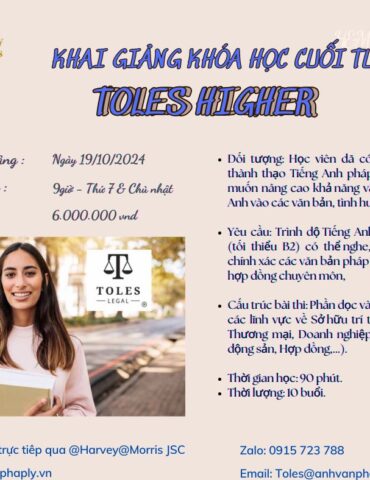 KHAI GIẢNG KHÓA HỌC CUỐI
TOLES HIGHER
Ngày 19/10/2024
9giờ - Thứ 7 & Chủ nhật
6.000.000 vnd
TOLES
LEGAL
®
Đối tượng: Học viên đã có
thành thạo Tiếng Anh pháp
muốn nâng cao khả năng
Anh vào các văn bản, tình
Yêu cầu: Trình độ Tiếng Anh
(tối thiểu B2) có thể nghe,
chính xác các văn bản pháp
hợp đồng chuyên môn,
Cấu trúc bài thi: Phần đọc
các lĩnh vực về Sở hữu trí
Thương mại, Doanh nghiệp
động sản, Hợp đồng,...).
Thời gian học: 90 phút.
Thời lượng: 10 buổi.
trực tiếp qua @Harvey@Morris JSC
phaply.vn
Zalo: 0915 723 788
Email: Toles@anhvanph